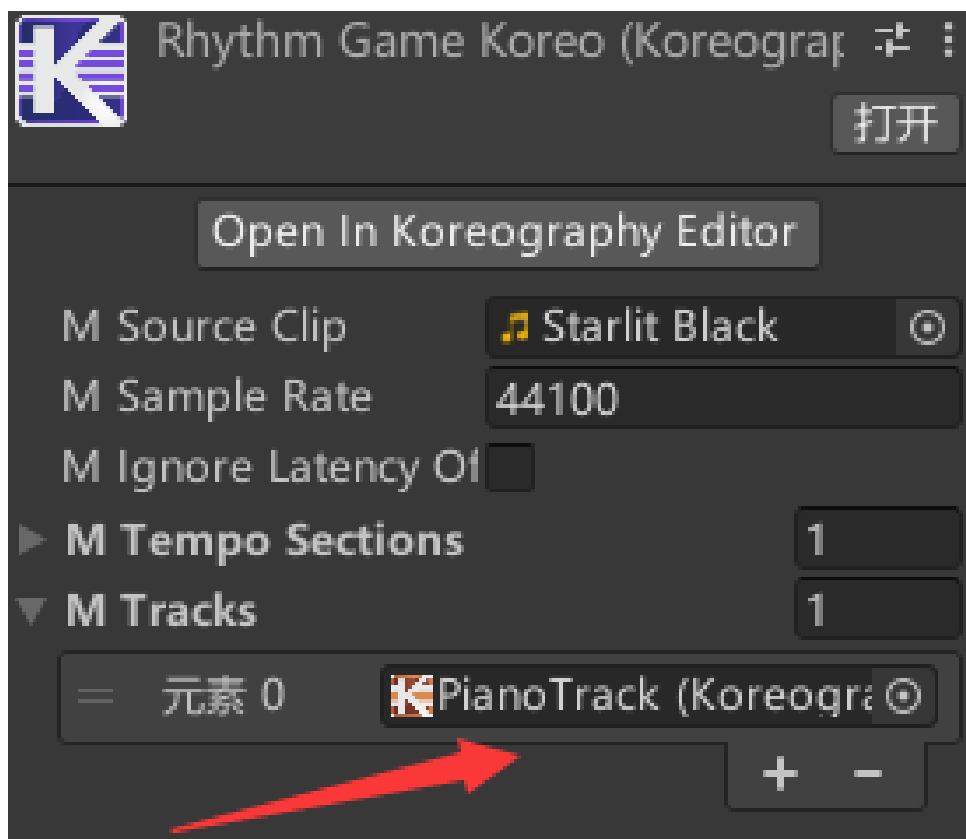 Rhythm Game Koreo (Koreograp
打开
Open In Koreography Editor
M Source Clip Starlit Black
M Sample Rate 44100
M Ignore Latency Of
M Tempo Sections 1
M Tracks 1
元素 0 PianoTrack (Koreogra